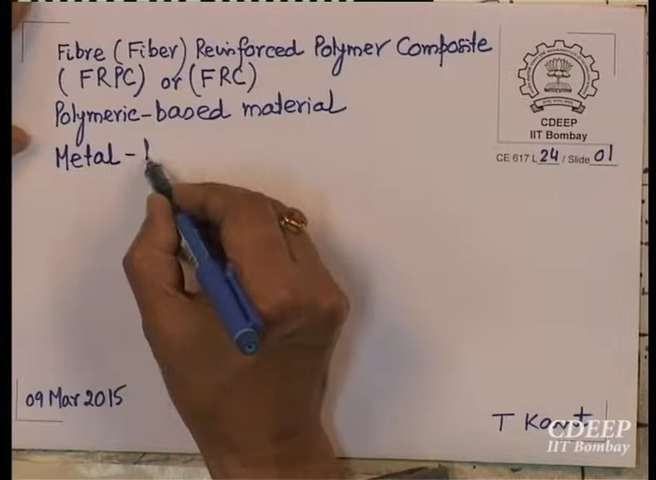 Fibre (Fiber) Reinforced Polymer Composite
(FRPC) or (FRC)
Polymeric-based material
Metal-
CDEEP
IIT Bombay
CE 617 L 24 / Slide 01
09 Mar 2015
T Kant
CDEEP
IIT Bombay